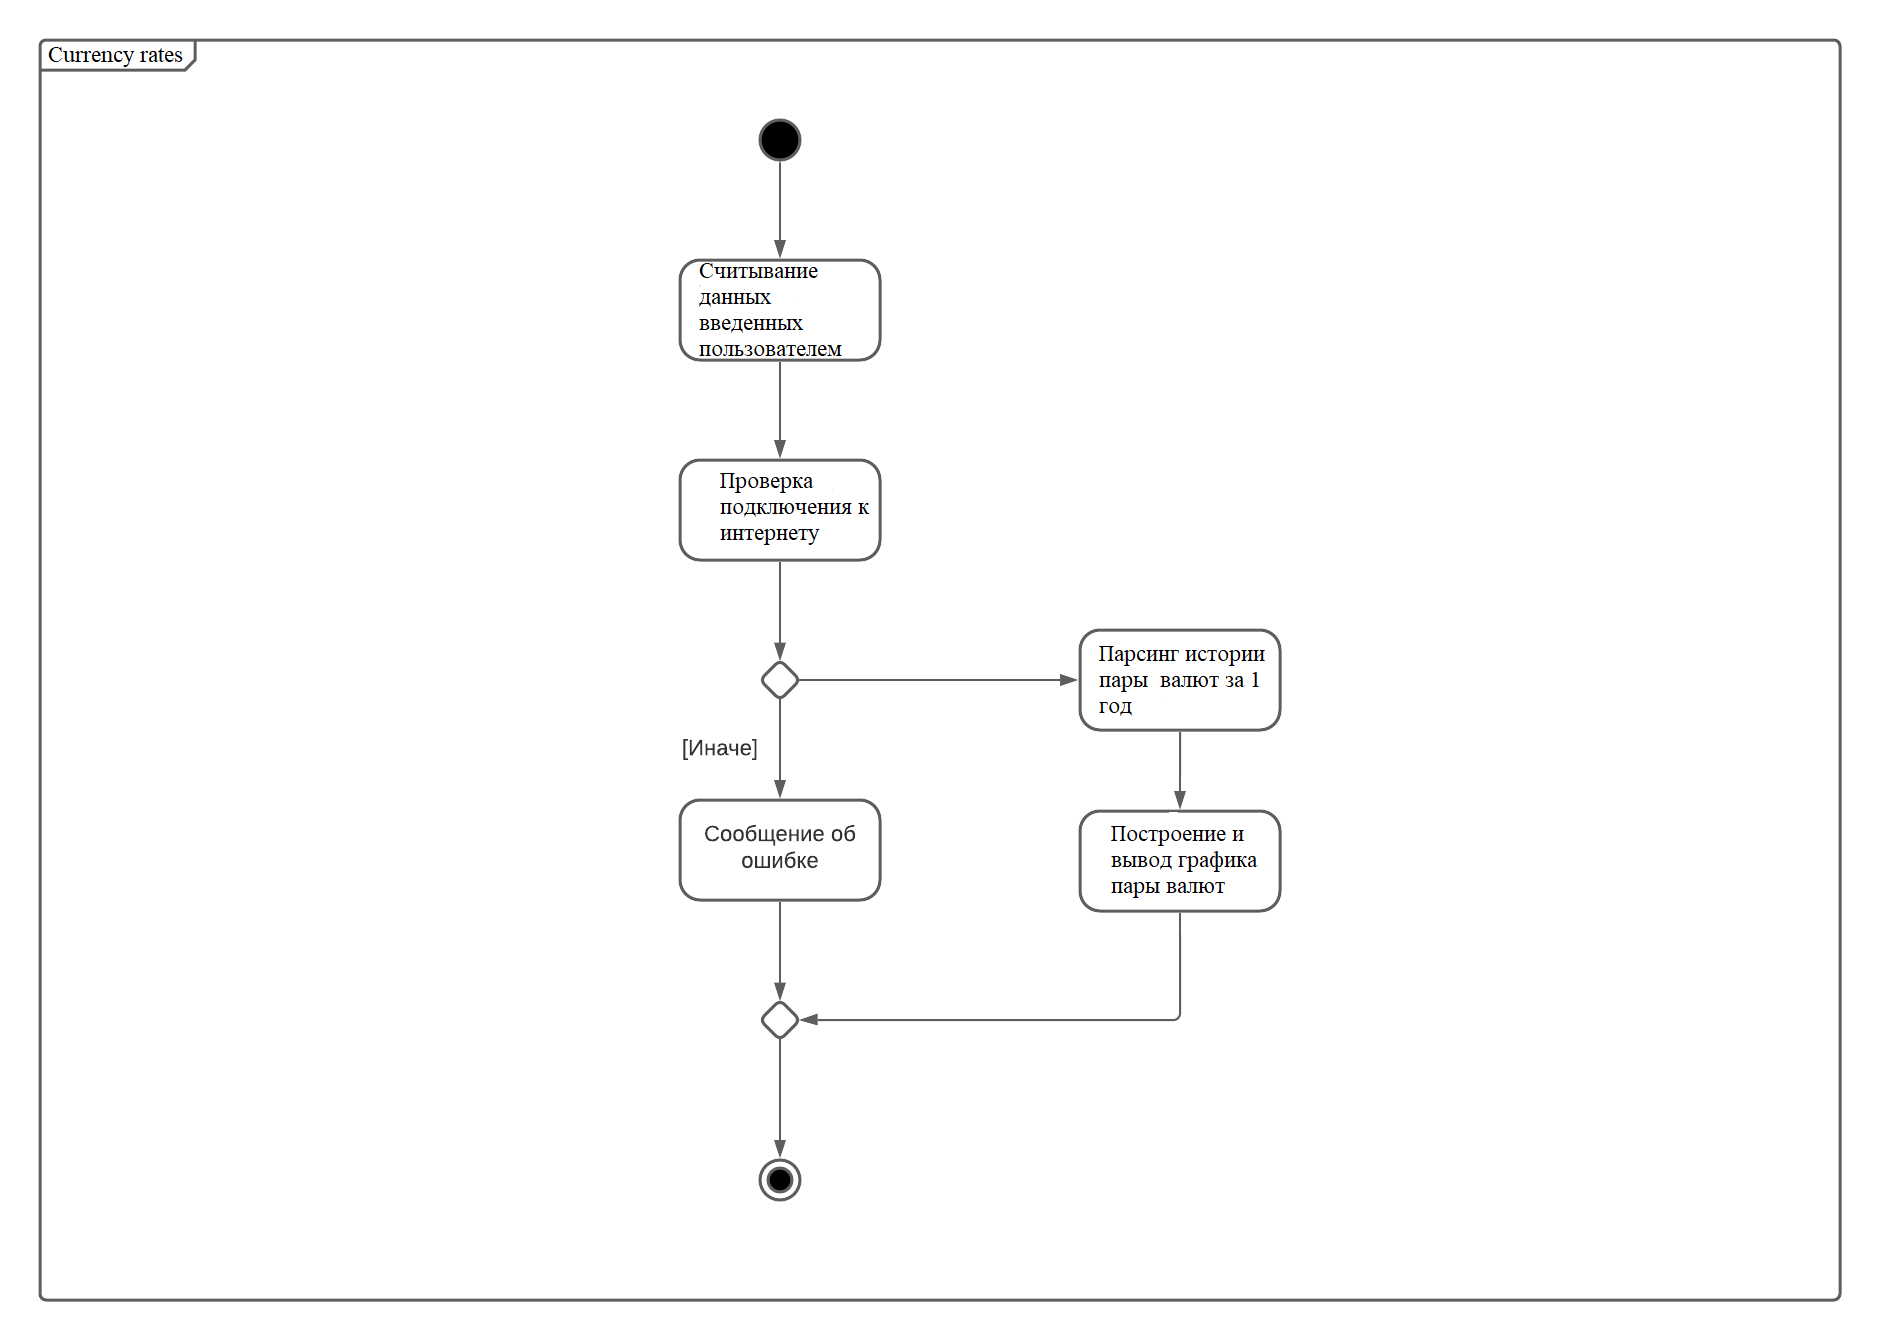 Currency rates
Считывание
данных
введенных
пользователем
Проверка
подключения к
интернету
Парсинг истории
пары  валют за 1
год
[Иначе]
Сообщение об
ошибке
Построение и
вывод графика
пары валют